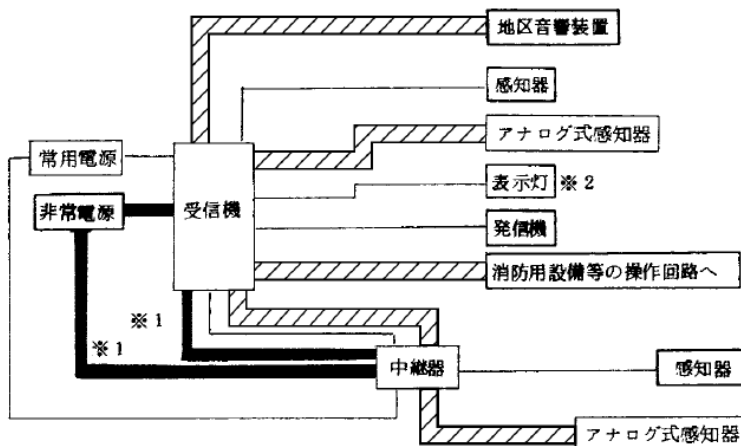 地区音響装置
感知器
アナログ式感知器
常用電源
表示灯 ※2
非常電源
受信機
発信機
消防用設備等の操作回路へ
※1
※1
中継器
感知器
アナログ式感知器